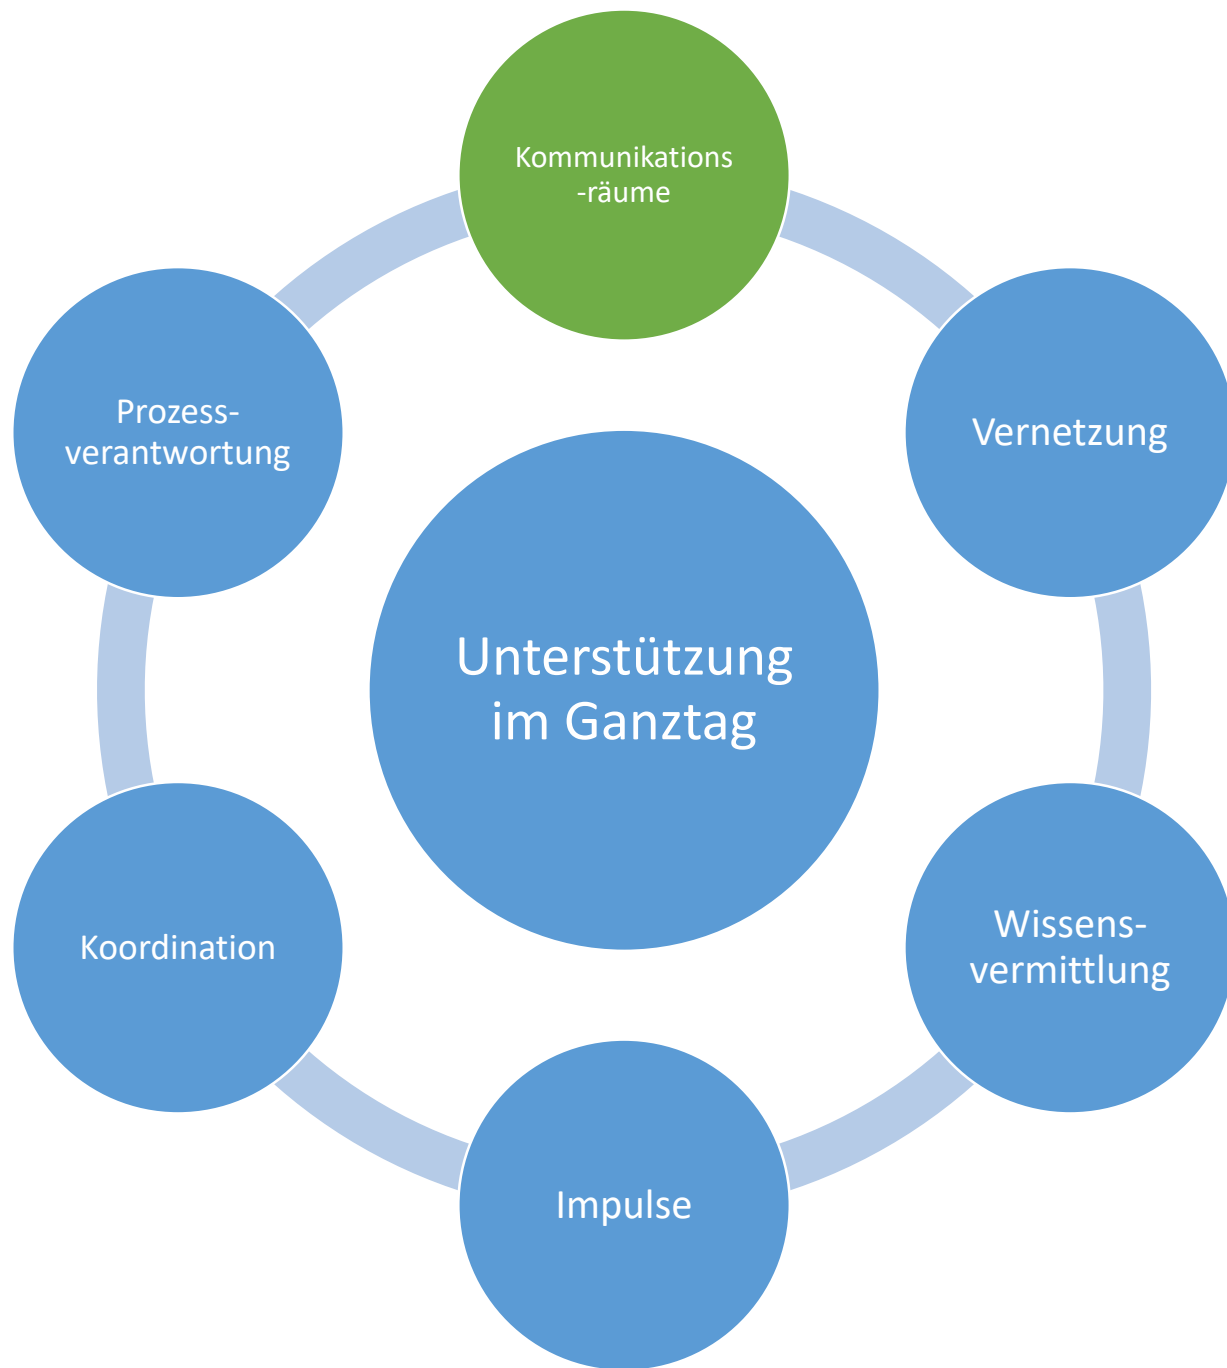 Kommunikations
-räume
Prozess-
verantwortung
Vernetzung
Unterstützung
im Ganztag
Koordination
Wissens-
vermittlung
Impulse